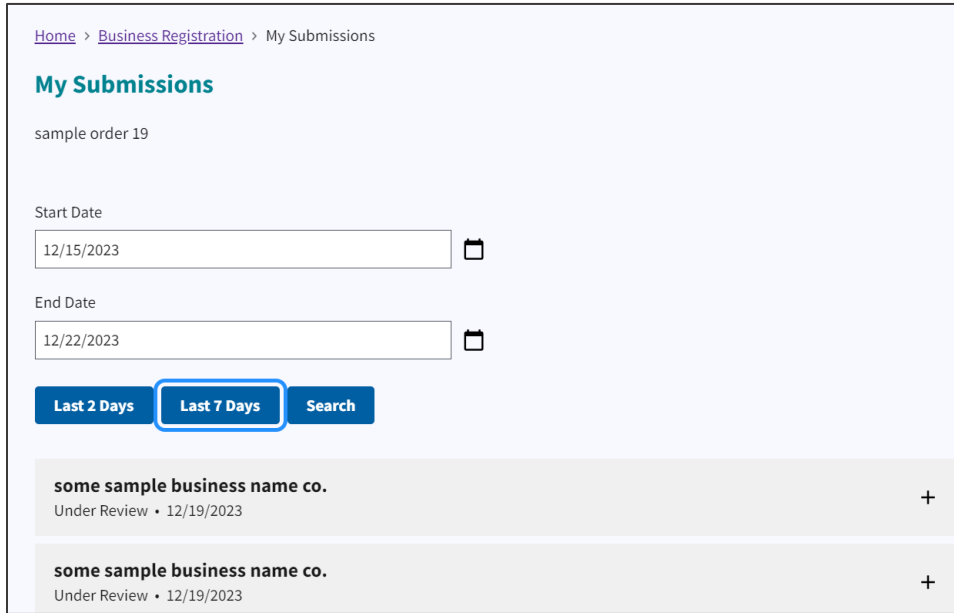 Home > Business Registration > My Submissions
My Submissions
sample order 19
Start Date
12/15/2023
End Date
12/22/2023
Last 2 Days Last 7 Days Search
some sample business name co.
Under Review • 12/19/2023
some sample business name co.
Under Review • 12/19/2023